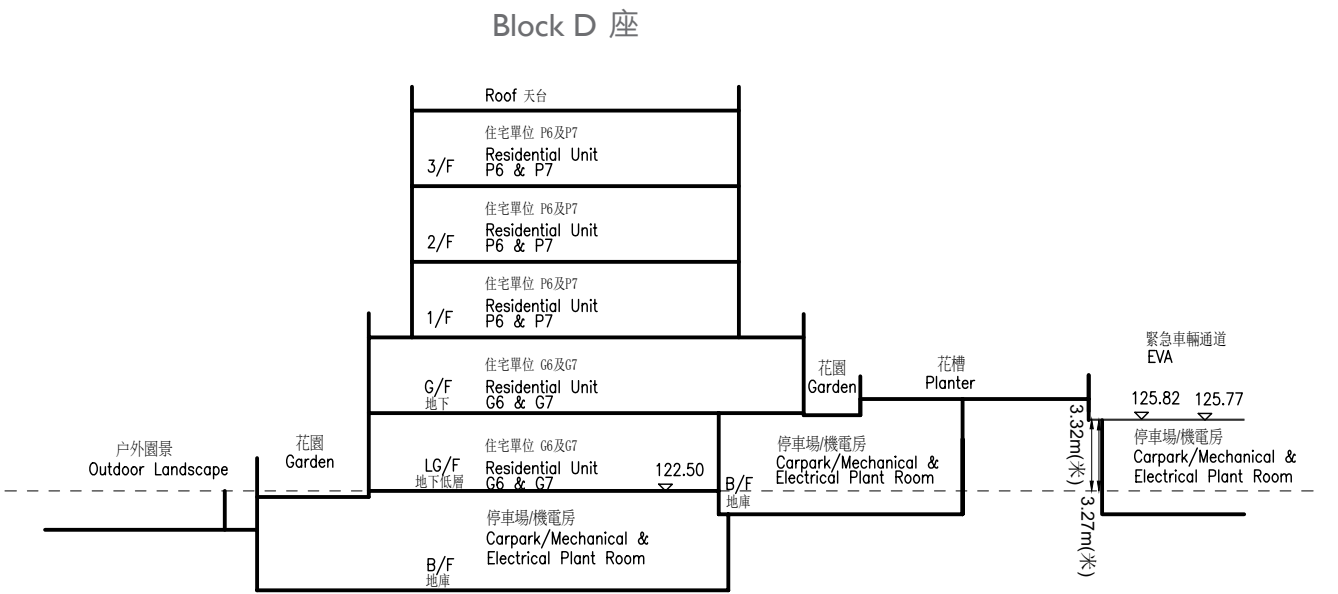 Block D 座
Roof 天台
住宅單位 P6及P7
3/F
Residential Unit
P6 & P7
住宅單位 P6及P7
2/F
Residential Unit
P6 & P7
住宅單位 P6及P7
1/F
Residential Unit
P6 & P7
住宅單位 G6及G7
G/F
地下
Residential Unit
G6 & G7
花園
Garden
花槽
Planter
緊急車輛通道
EVA
125.82 125.77
户外園景
Outdoor Landscape
花園
Garden
住宅單位 G6及G7
LG/F
地下低層
Residential Unit
G6 & G7
122.50
B/F
地庫
停車場/機電房
Carpark/Mechanical &
Electrical Plant Room
3.32m(米)
3.27m(米)
停車場/機電房
Carpark/Mechanical &
Electrical Plant Room
停車場/機電房
Carpark/Mechanical &
Electrical Plant Room
B/F
地庫